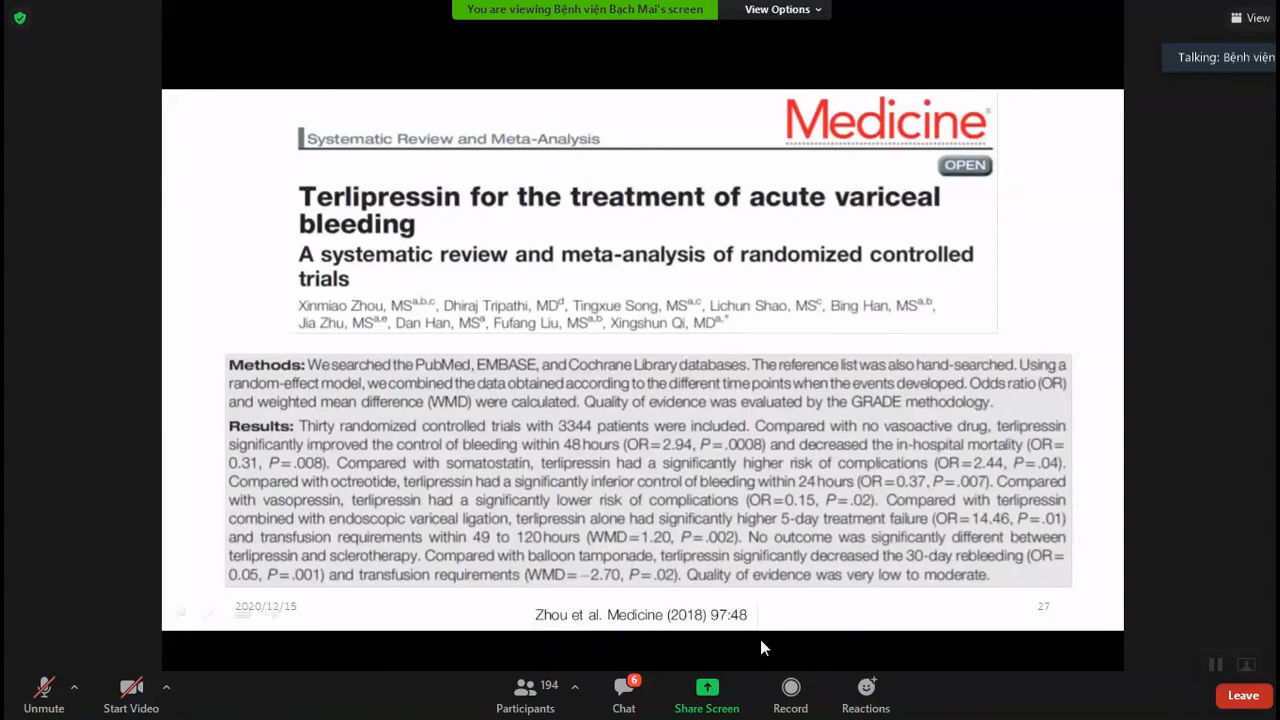 You are viewing Bệnh viện Bạch Mai's screen
View Options
View
Talking: Bệnh viện
Systematic Review and Meta-Analysis
Medicine®
OPEN
Terlipressin for the treatment of acute variceal
bleeding
A systematic review and meta-analysis of randomized controlled
trials
Xinmiao Zhou, MSa,b,c, Dhiraj Tripathi, MDd, Tingxue Song, MSa,c, Lichun Shao, MSc, Bing Han, MSa,b,
Jia Zhu, MSa,e, Dan Han, MSa, Fufang Liu, MSa,b, Xingshun Qi, MDa,*
Methods: We searched the PubMed, EMBASE, and Cochrane Library databases. The reference list was also hand-searched. Using a
random-effect model, we combined the data obtained according to the different time points when the events developed. Odds ratio (OR)
and weighted mean difference (WMD) were calculated. Quality of evidence was evaluated by the GRADE methodology.
Results: Thirty randomized controlled trials with 3344 patients were included. Compared with no vasoactive drug, terlipressin
significantly improved the control of bleeding within 48 hours (OR=2.94, P=.0008) and decreased the in-hospital mortality (OR=
0.31, P=.008). Compared with somatostatin, terlipressin had a significantly higher risk of complications (OR=2.44, P=.04).
Compared with octreotide, terlipressin had a significantly inferior control of bleeding within 24 hours (OR=0.37, P=.007). Compared
with vasopressin, terlipressin had a significantly lower risk of complications (OR=0.15, P=.02). Compared with terlipressin
combined with endoscopic variceal ligation, terlipressin alone had significantly higher 5-day treatment failure (OR=14.46, P=.01)
and transfusion requirements within 49 to 120 hours (WMD=1.20, P=.002). No outcome was significantly different between
terlipressin and sclerotherapy. Compared with balloon tamponade, terlipressin significantly decreased the 30-day rebleeding (OR=
0.05, P=.001) and transfusion requirements (WMD=−2.70, P=.02). Quality of evidence was very low to moderate.
2020/12/15
27
Zhou et al. Medicine (2018) 97:48
Unmute
Start Video
194
Participants
6
Chat
Share Screen
Record
Reactions
Leave